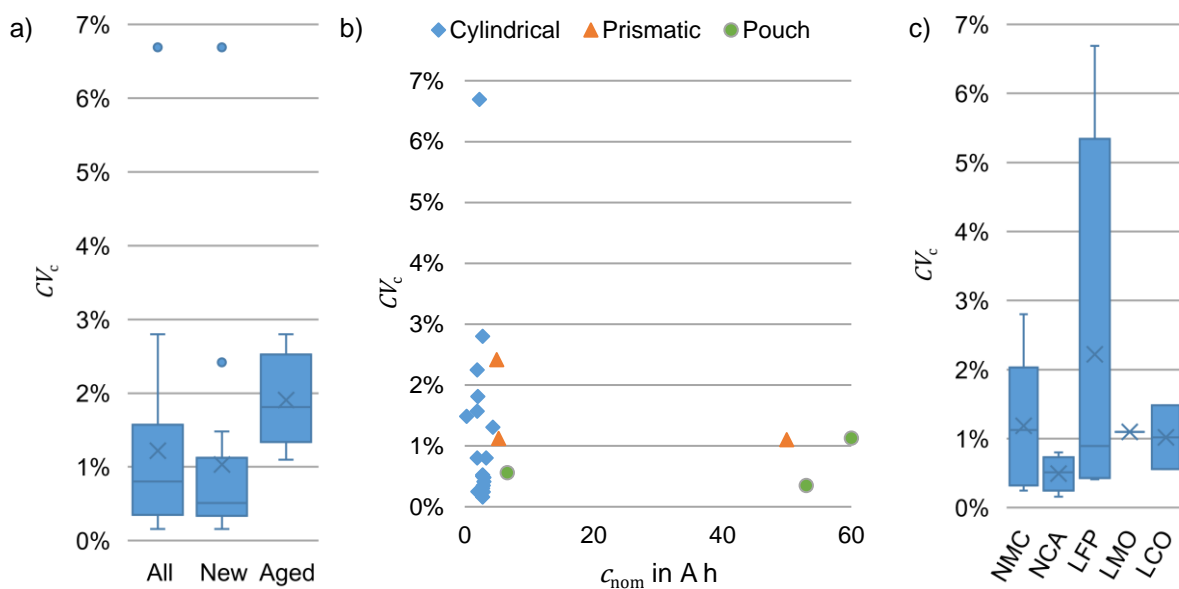 a)
7%
6%
5%
4%
3%
2%
1%
0%
CVc
All New Aged
b)
Cylindrical Prismatic Pouch
7%
6%
5%
4%
3%
2%
1%
0%
CVc
0 20 40 60
cnom in A h
c)
7%
6%
5%
4%
3%
2%
1%
0%
CVc
NMC
NCA
LFP
LMO
LCO